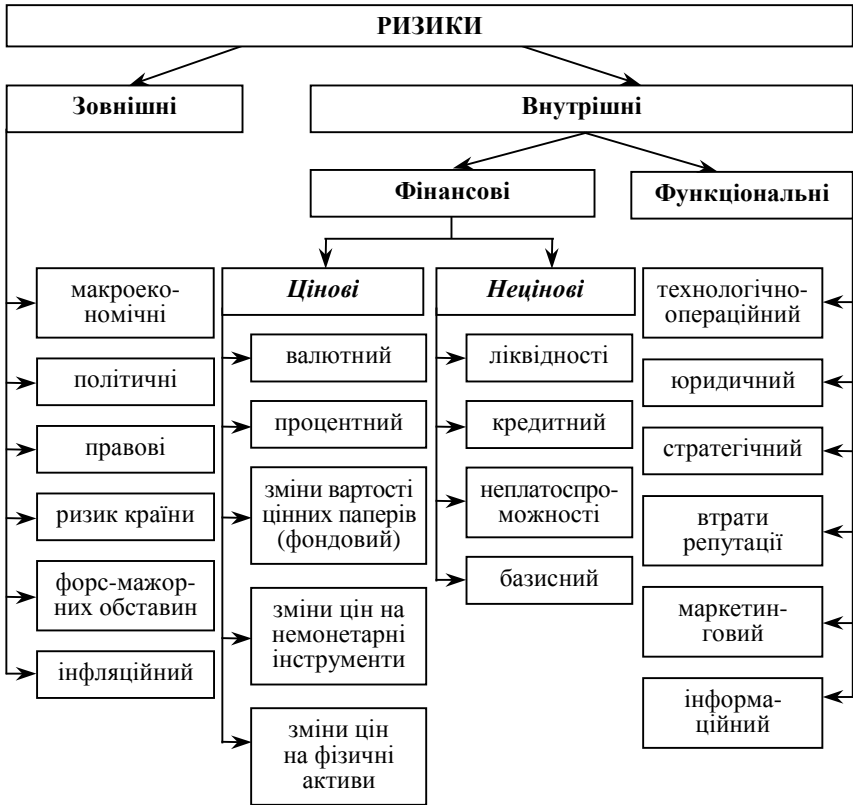 РИЗИКИ
Зовнішні
Внутрішні
Фінансові
Функціональні
макроеко-
номічні
політичні
правові
ризик країни
форс-мажор-
них обставин
інфляційний
Цінові
валютний
процентний
зміни вартості
цінних паперів
(фондовий)
зміни цін на
немонетарні
інструменти
зміни цін
на фізичні
активи
Нецінові
ліквідності
кредитний
неплатоспро-
можності
базисний
технологічно-
операційний
юридичний
стратегічний
втрати
репутації
маркетин-
говий
інформа-
ційний